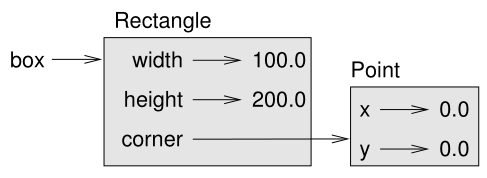 Rectangle
box
width 100.0
height 200.0
corner
Point
x 0.0
y 0.0